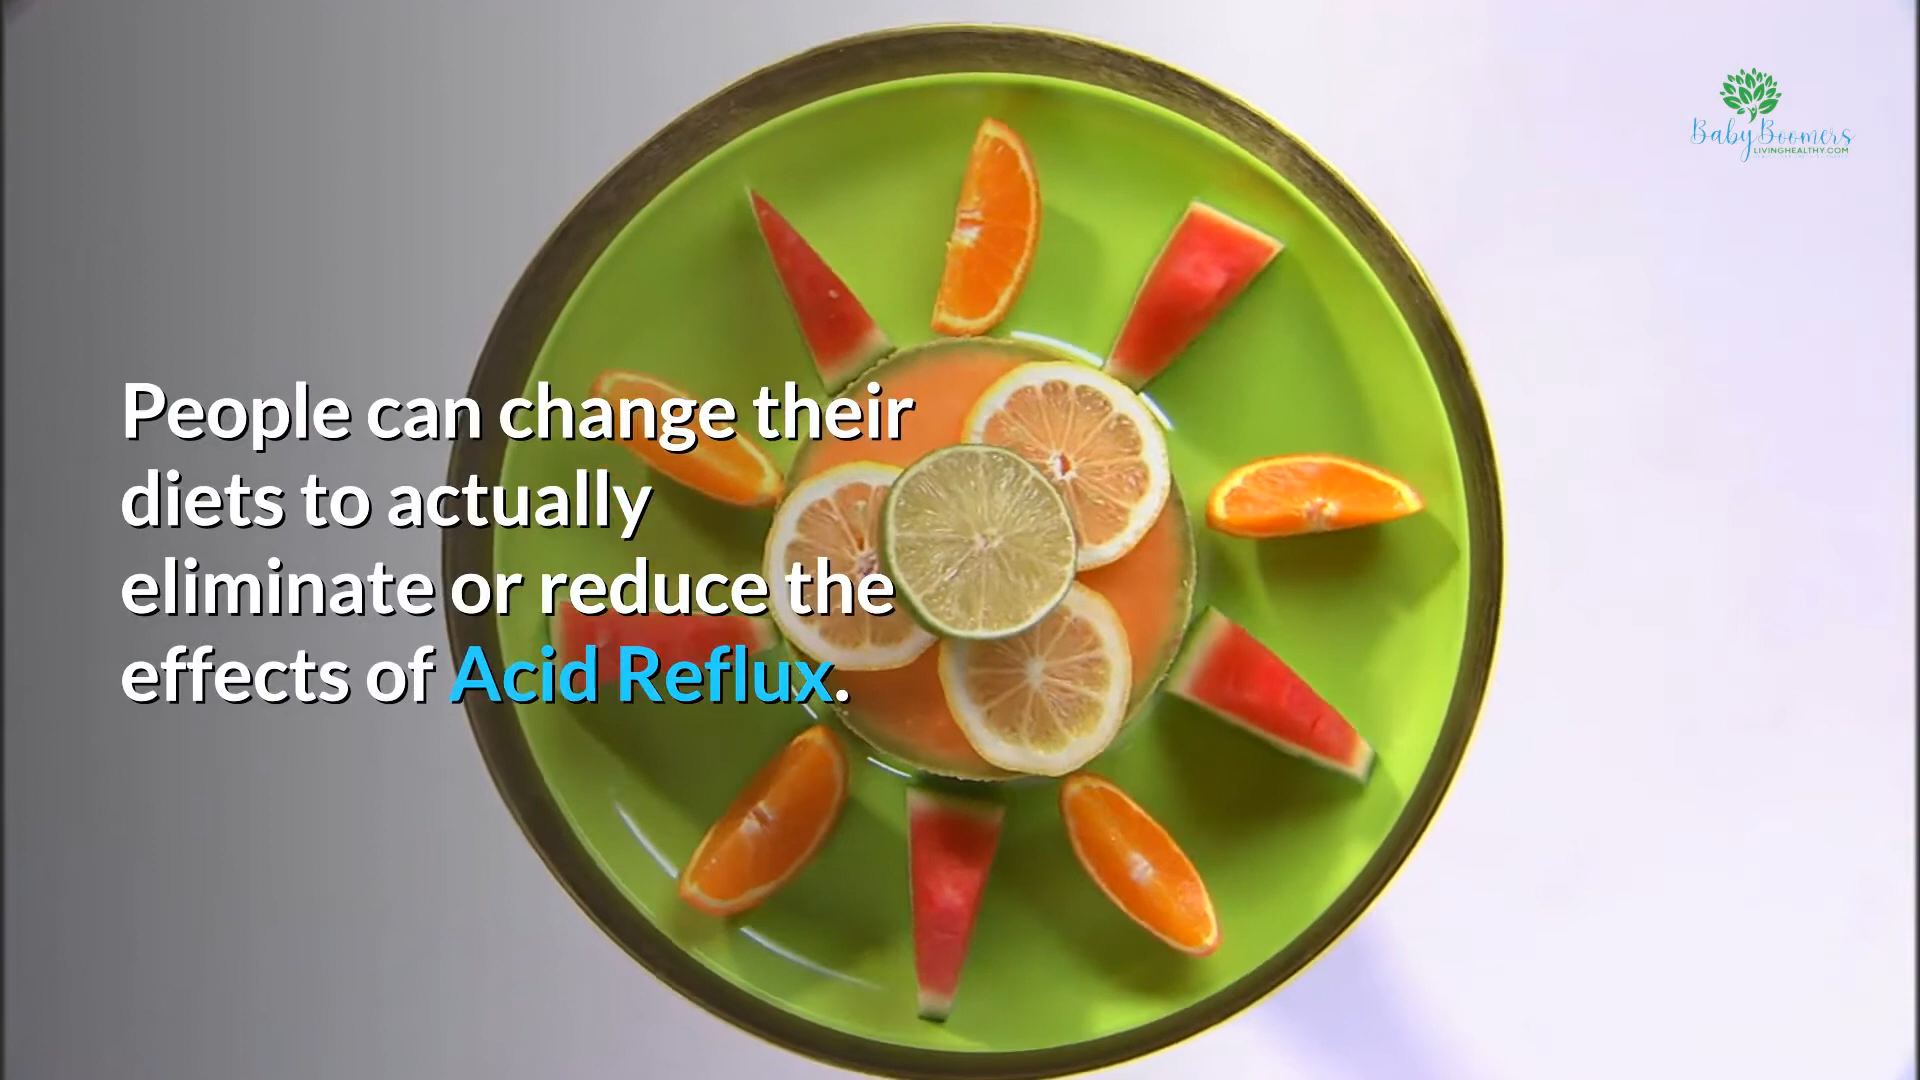 Baby Boomers
LIVINGHEALTHY.COM
People can change their
diets to actually
eliminate or reduce the
effects of Acid Reflux.